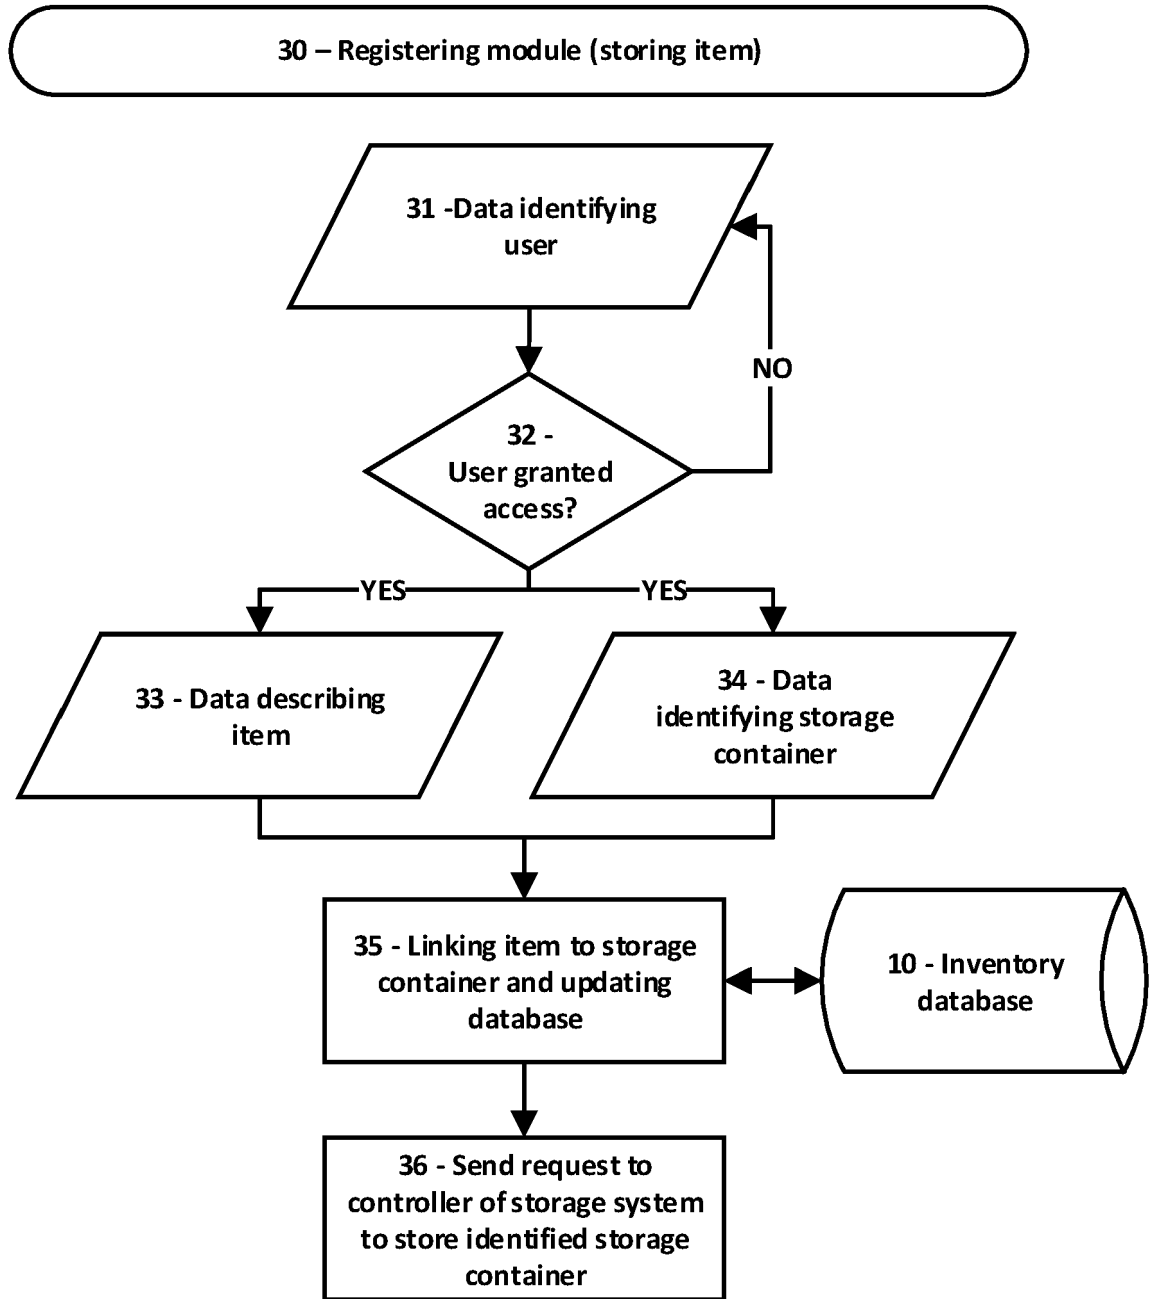 30 – Registering module (storing item)
31 -Data identifying
user
NO
32 -
User granted
access?
YES
YES
33 - Data describing
item
34 - Data
identifying storage
container
35 - Linking item to storage
container and updating
database
10 - Inventory
database
36 - Send request to
controller of storage system
to store identified storage
container